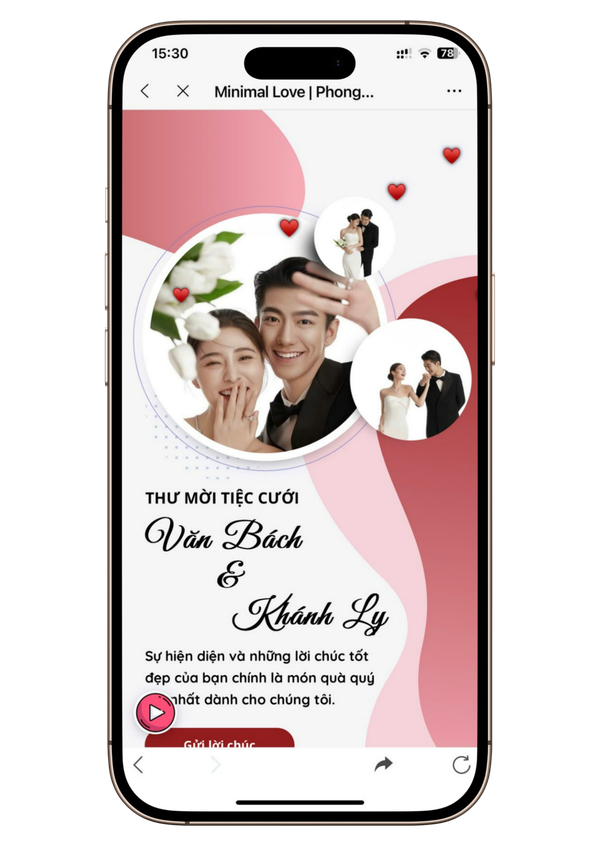 15:30
78
Minimal Love | Phong...
THƯ MỜI TIỆC CƯỚI
Văn Bách
&
Khánh Ly
Sự hiện diện và những lời chúc tốt
đẹp của bạn chính là món quà quý
nhất dành cho chúng tôi.
Gửi lời chúc